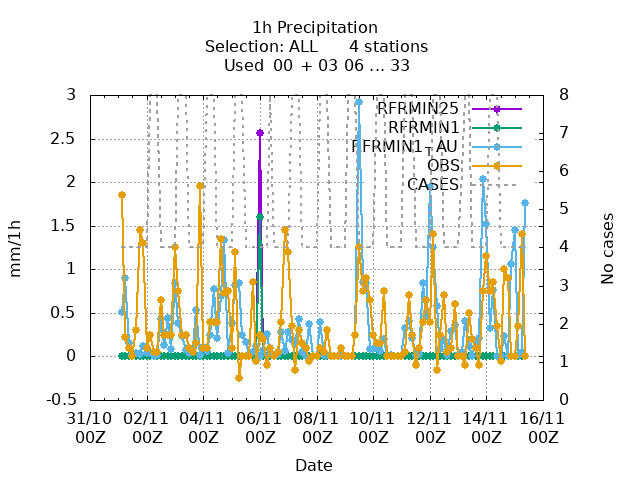 1h Precipitation
Selection: ALL 4 stations
Used 00 + 03 06 ... 33
3
2.5
2
1.5
1
0.5
0
-0.5
8
7
6
5
4
3
2
1
0
RFRMIN25
RFRMIN1
RFRMIN1_AU
OBS
CASES
mm/1h
No cases
31/10 02/11 04/11 06/11 08/11 10/11 12/11 14/11 16/11
00Z 00Z 00Z 00Z 00Z 00Z 00Z 00Z 00Z
Date